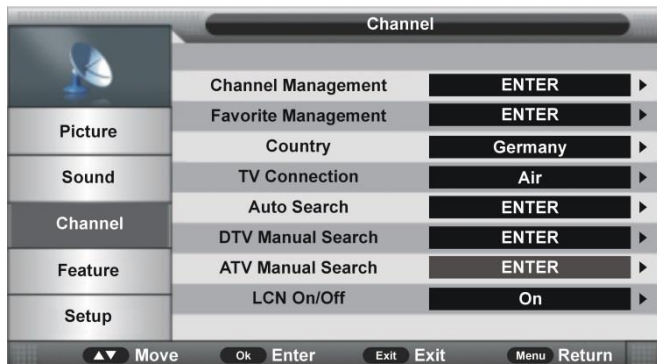 Channel
Channel Management ENTER
Favorite Management ENTER
Country Germany
TV Connection Air
Auto Search ENTER
DTV Manual Search ENTER
ATV Manual Search ENTER
LCN On/Off On
Picture
Sound
Channel
Feature
Setup
Move Ok Enter Exit Exit Menu Return